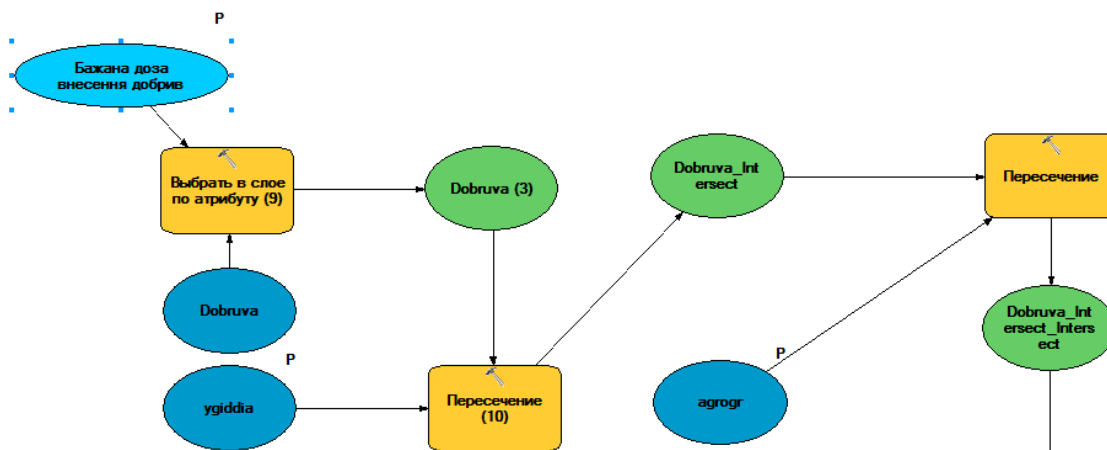 P
Бажана доза
внесення добрив
Выбрать в слое
по атрибуту (9)
Dobruva (3)
Dobruva_Int
ersect
Пересечение
Dobruva
Dobruva_Int
ersect_Inters
ect
P
ygiddia
Пересечение
(10)
P
agrogr